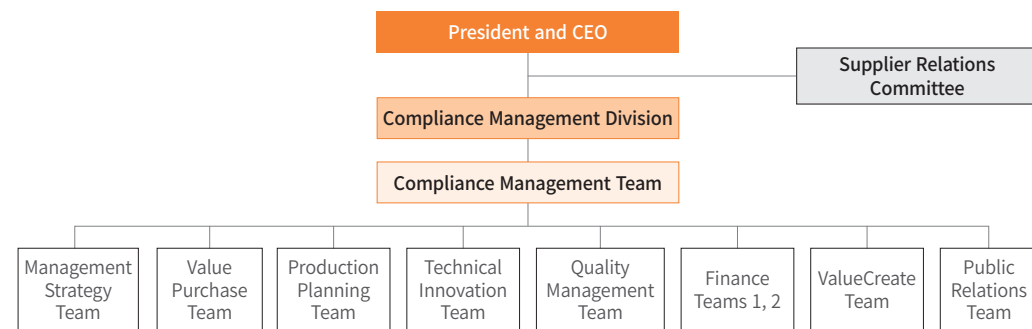 President and CEO
Supplier Relations
Committee
Compliance Management Division
Compliance Management Team
Management
Strategy
Team
Value
Purchase
Team
Production
Planning
Team
Technical
Innovation
Team
Quality
Management
Team
Finance
Teams 1, 2
ValueCreate
Team
Public
Relations
Team